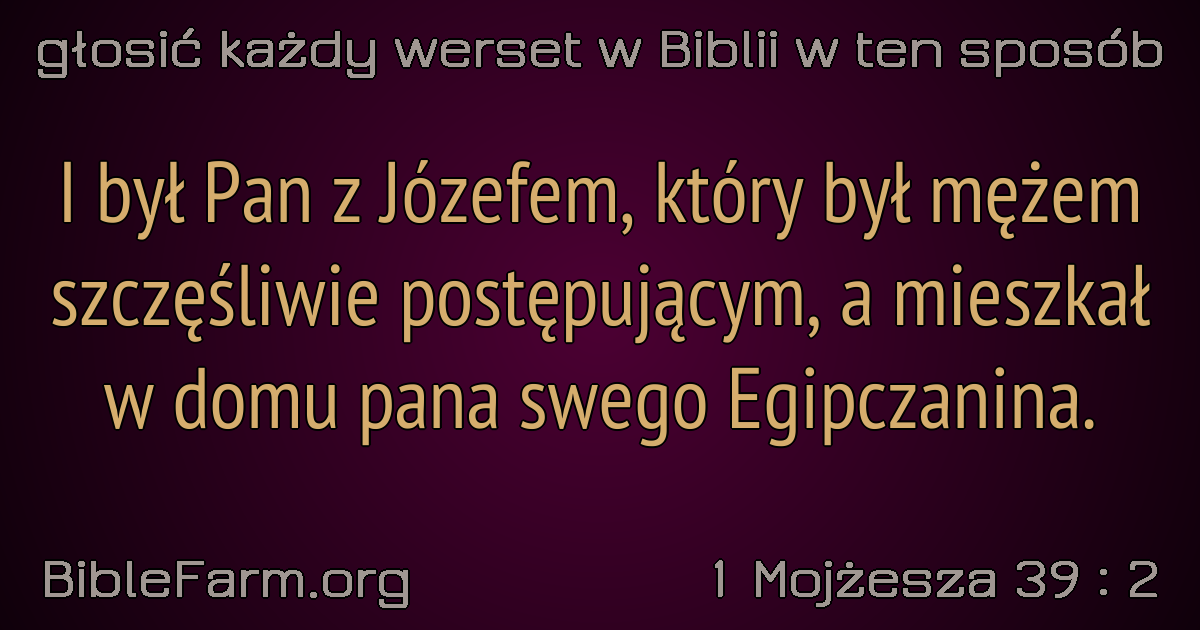 głosić każdy werset w Biblii w ten sposób
I był Pan z Józefem, który był mężem
szczęśliwie postępującym, a mieszkał
w domu pana swego Egipczanina.
BibleFarm.org
1 Mojżesza 39 : 2